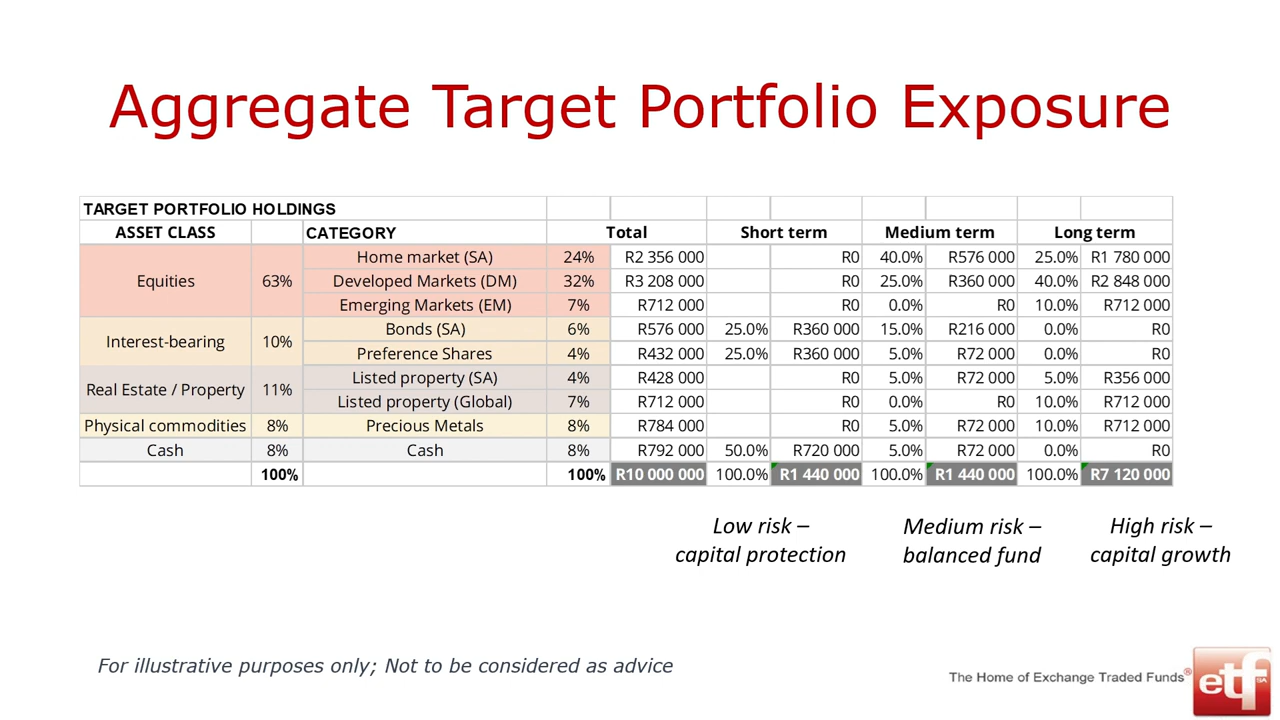 Aggregate Target Portfolio Exposure
TARGET PORTFOLIO HOLDINGS
ASSET CLASS CATEGORY Total Short term Medium term Long term
Equities 63% Home market (SA) 24% R2 356 000 R0 40.0% R576 000 25.0% R1 780 000
Developed Markets (DM) 32% R3 208 000 R0 25.0% R360 000 40.0% R2 848 000
Emerging Markets (EM) 7% R712 000 R0 0.0% R0 10.0% R712 000
Interest-bearing 10% Bonds (SA) 6% R576 000 25.0% R360 000 15.0% R216 000 0.0% R0
Preference Shares 4% R432 000 25.0% R360 000 5.0% R72 000 0.0% R0
Real Estate / Property 11% Listed property (SA) 4% R428 000 R0 5.0% R72 000 5.0% R356 000
Listed property (Global) 7% R712 000 R0 0.0% R0 10.0% R712 000
Physical commodities 8% Precious Metals 8% R784 000 R0 5.0% R72 000 10.0% R712 000
Cash 8% Cash 8% R792 000 50.0% R720 000 5.0% R72 000 0.0% R0
100% 100% R10 000 000 100.0% R1 440 000 100.0% R1 440 000 100.0% R7 120 000
Low risk – Medium risk – High risk –
capital protection balanced fund capital growth
For illustrative purposes only; Not to be considered as advice
The Home of Exchange Traded Funds® etf SA